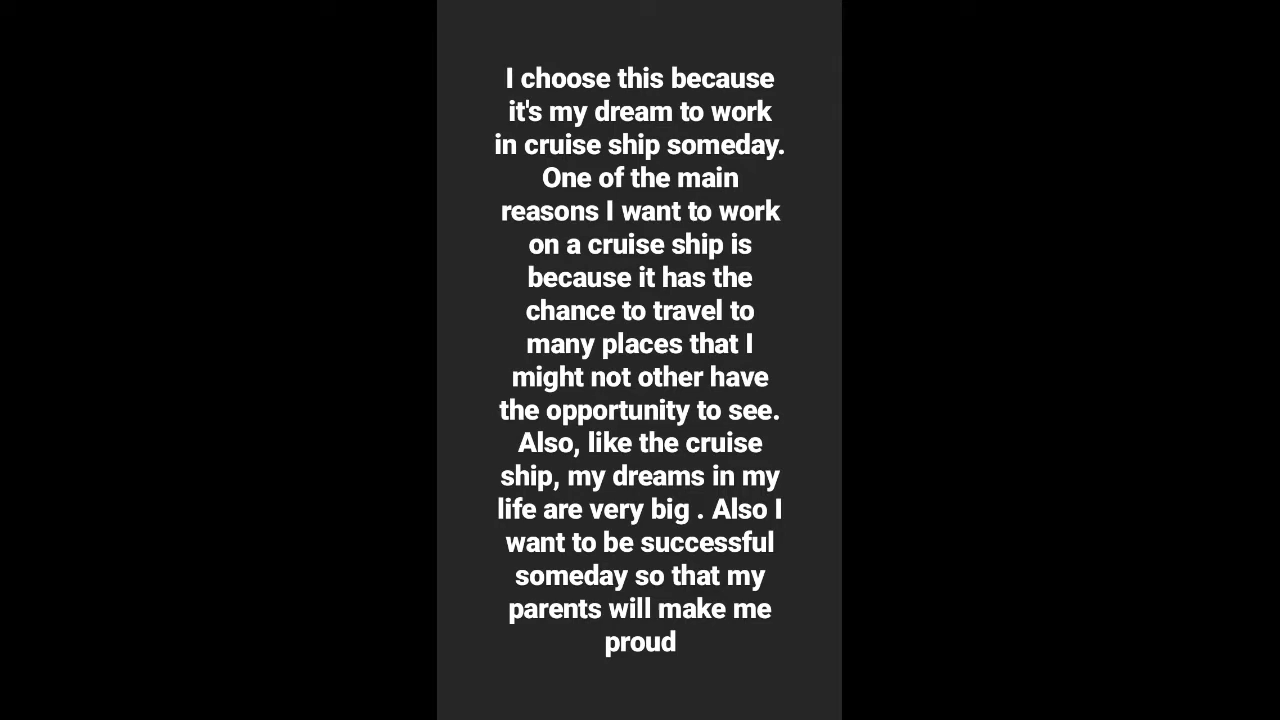 I choose this because
it's my dream to work
in cruise ship someday.
One of the main
reasons I want to work
on a cruise ship is
because it has the
chance to travel to
many places that I
might not other have
the opportunity to see.
Also, like the cruise
ship, my dreams in my
life are very big . Also I
want to be successful
someday so that my
parents will make me
proud